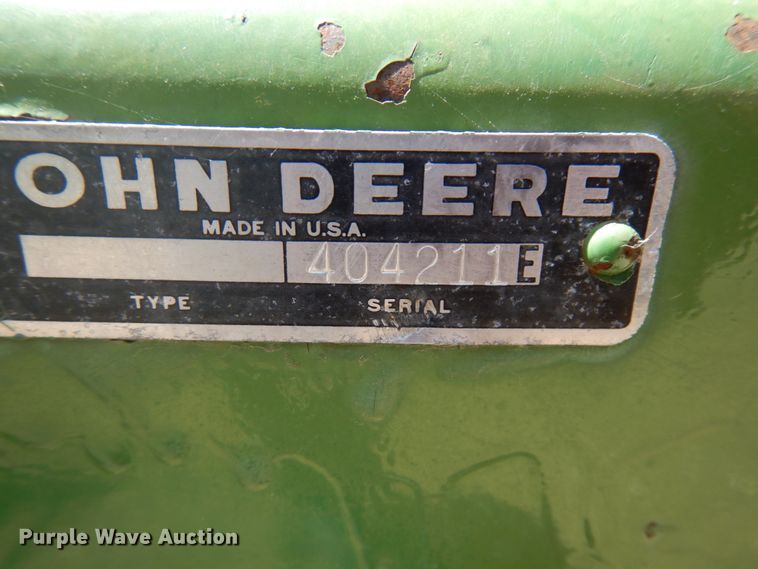 OHN DEERE
MADE IN U.S.A.
404211E
TYPE SERIAL
Purple Wave Auction